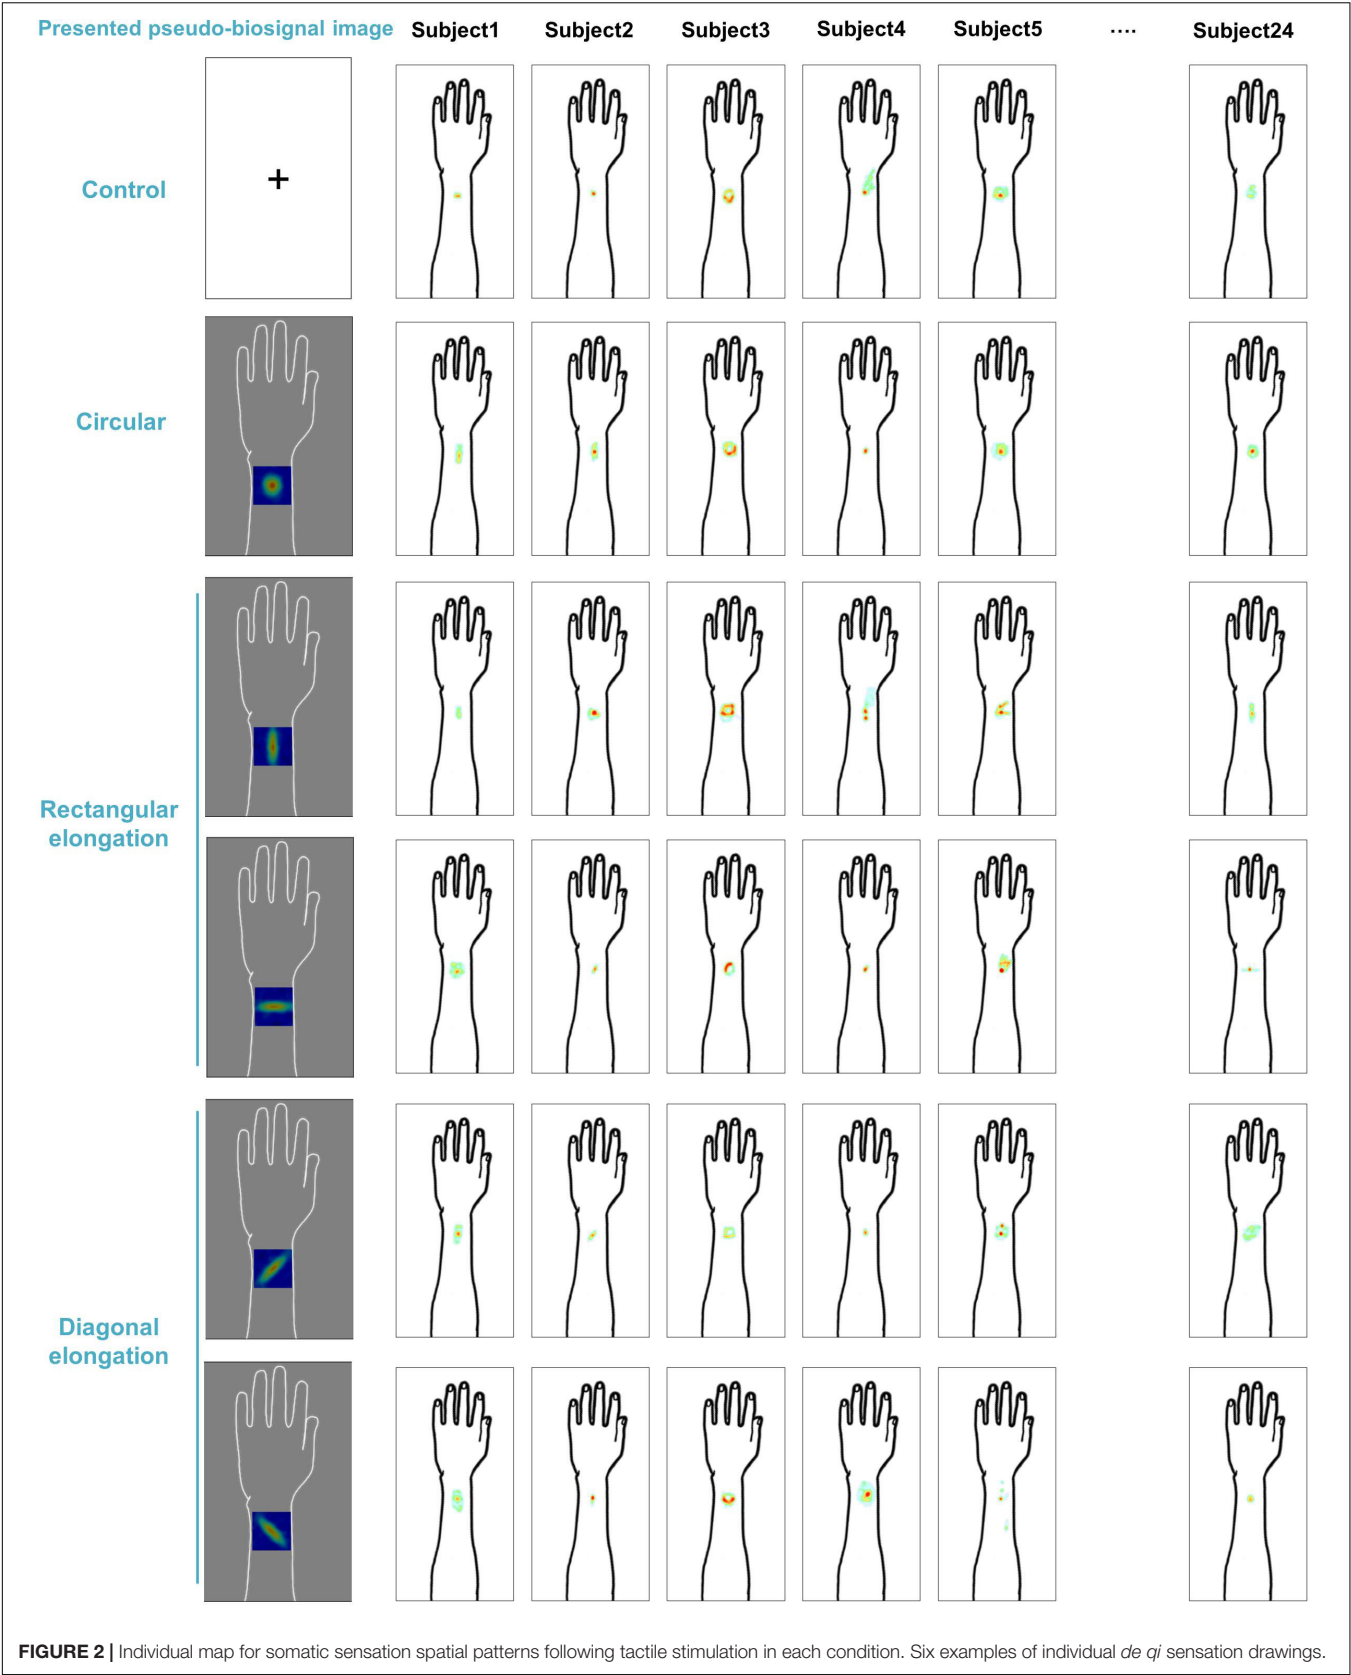 Presented pseudo-biosignal image Subject1 Subject2 Subject3 Subject4 Subject5 .... Subject24
Control
+
Circular
Rectangular
elongation
Diagonal
elongation
FIGURE 2 | Individual map for somatic sensation spatial patterns following tactile stimulation in each condition. Six examples of individual de qi sensation drawings.